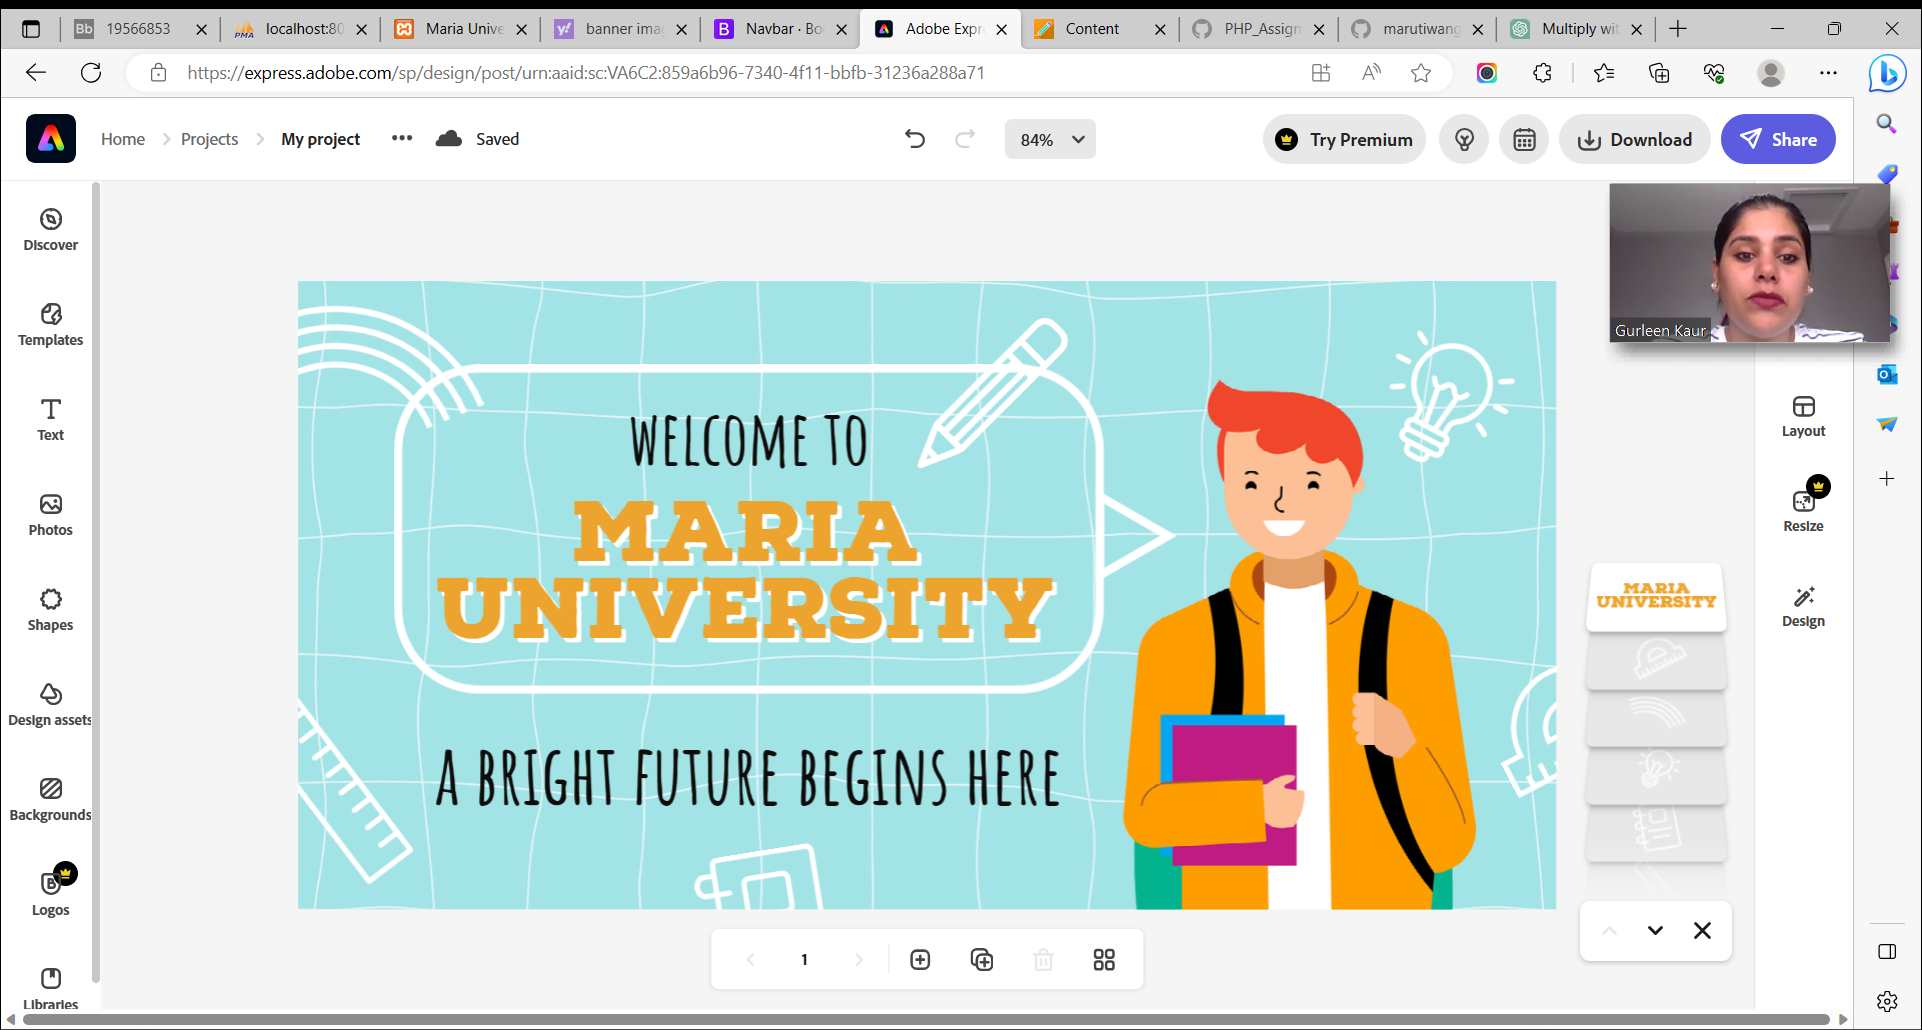 Bb 19566853
PMA localhost:80
Maria Unive
y! banner ima
B Navbar · Bo
Adobe Expr
Content
PHP_Assign
marutiwang
Multiply wit
https://express.adobe.com/sp/design/post/urn:aaid:sc:VA6C2:859a6b96-7340-4f11-bbfb-31236a288a71
Home
Projects
My project
Saved
84%
Try Premium
Download
Share
Discover
Templates
Text
Photos
Shapes
Design assets
Backgrounds
Logos
Libraries
WELCOME TO
MARIA
UNIVERSITY
A BRIGHT FUTURE BEGINS HERE
Gurleen Kaur
Layout
Resize
Design
MARIA
UNIVERSITY
1